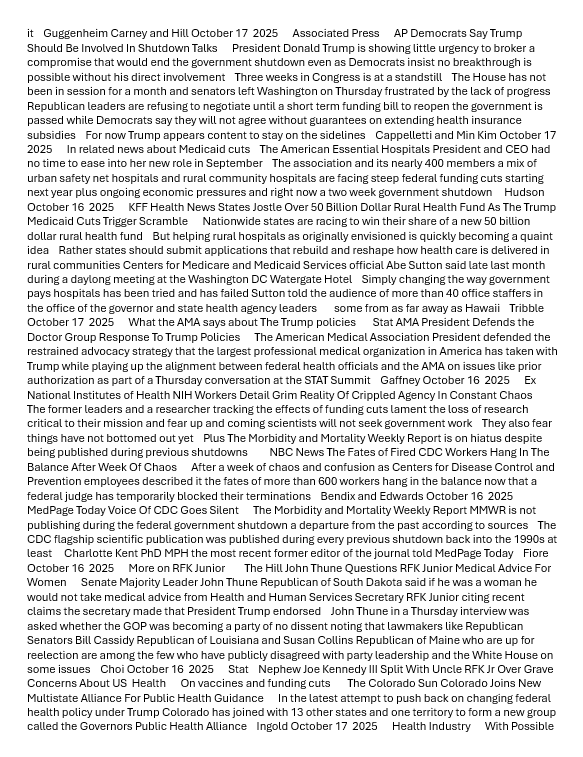 it Guggenheim Carney and Hill October 17 2025 Associated Press AP Democrats Say Trump
Should Be Involved In Shutdown Talks President Donald Trump is showing little urgency to broker a
compromise that would end the government shutdown even as Democrats insist no breakthrough is
possible without his direct involvement Three weeks in Congress is at a standstill The House has not
been in session for a month and senators left Washington on Thursday frustrated by the lack of progress
Republican leaders are refusing to negotiate until a short term funding bill to reopen the government is
passed while Democrats say they will not agree without guarantees on extending health insurance
subsidies For now Trump appears content to stay on the sidelines Cappelletti and Min Kim October 17
2025 In related news about Medicaid cuts The American Essential Hospitals President and CEO had
no time to ease into her new role in September The association and its nearly 400 members a mix of
urban safety net hospitals and rural community hospitals are facing steep federal funding cuts starting
next year plus ongoing economic pressures and right now a two week government shutdown Hudson
October 16 2025 KFF Health News States Jostle Over 50 Billion Dollar Rural Health Fund As The Trump
Medicaid Cuts Trigger Scramble Nationwide states are racing to win their share of a new 50 billion
dollar rural health fund But helping rural hospitals as originally envisioned is quickly becoming a quaint
idea Rather states should submit applications that rebuild and reshape how health care is delivered in
rural communities Centers for Medicare and Medicaid Services official Abe Sutton said late last month
during a daylong meeting at the Washington DC Watergate Hotel Simply changing the way government
pays hospitals has been tried and has failed Sutton told the audience of more than 40 office staffers in
the office of the governor and state health agency leaders some from as far away as Hawaii Tribble
October 17 2025 What the AMA says about The Trump policies Stat AMA President Defends the
Doctor Group Response To Trump Policies The American Medical Association President defended the
restrained advocacy strategy that the largest professional medical organization in America has taken with
Trump while playing up the alignment between federal health officials and the AMA on issues like prior
authorization as part of a Thursday conversation at the STAT Summit Gaffney October 16 2025 Ex
National Institutes of Health NIH Workers Detail Grim Reality Of Crippled Agency In Constant Chaos
The former leaders and a researcher tracking the effects of funding cuts lament the loss of research
critical to their mission and fear up and coming scientists will not seek government work They also fear
things have not bottomed out yet Plus The Morbidity and Mortality Weekly Report is on hiatus despite
being published during previous shutdowns NBC News The Fates of Fired CDC Workers Hang In The
Balance After Week Of Chaos After a week of chaos and confusion as Centers for Disease Control and
Prevention employees described it the fates of more than 600 workers hang in the balance now that a
federal judge has temporarily blocked their terminations Bendix and Edwards October 16 2025
MedPage Today Voice Of CDC Goes Silent The Morbidity and Mortality Weekly Report MMWR is not
publishing during the federal government shutdown a departure from the past according to sources The
CDC flagship scientific publication was published during every previous shutdown back into the 1990s at
least Charlotte Kent PhD MPH the most recent former editor of the journal told MedPage Today Fiore
October 16 2025 More on RFK Junior The Hill John Thune Questions RFK Junior Medical Advice For
Women Senate Majority Leader John Thune Republican of South Dakota said if he was a woman he
would not take medical advice from Health and Human Services Secretary RFK Junior citing recent
claims the secretary made that President Trump endorsed John Thune in a Thursday interview was
asked whether the GOP was becoming a party of no dissent noting that lawmakers like Republican
Senators Bill Cassidy Republican of Louisiana and Susan Collins Republican of Maine who are up for
reelection are among the few who have publicly disagreed with party leadership and the White House on
some issues Choi October 16 2025 Stat Nephew Joe Kennedy III Split With Uncle RFK Jr Over Grave
Concerns About US Health On vaccines and funding cuts The Colorado Sun Colorado Joins New
Multistate Alliance For Public Health Guidance In the latest attempt to push back on changing federal
health policy under Trump Colorado has joined with 13 other states and one territory to form a new group
called the Governors Public Health Alliance Ingold October 17 2025 Health Industry With Possible